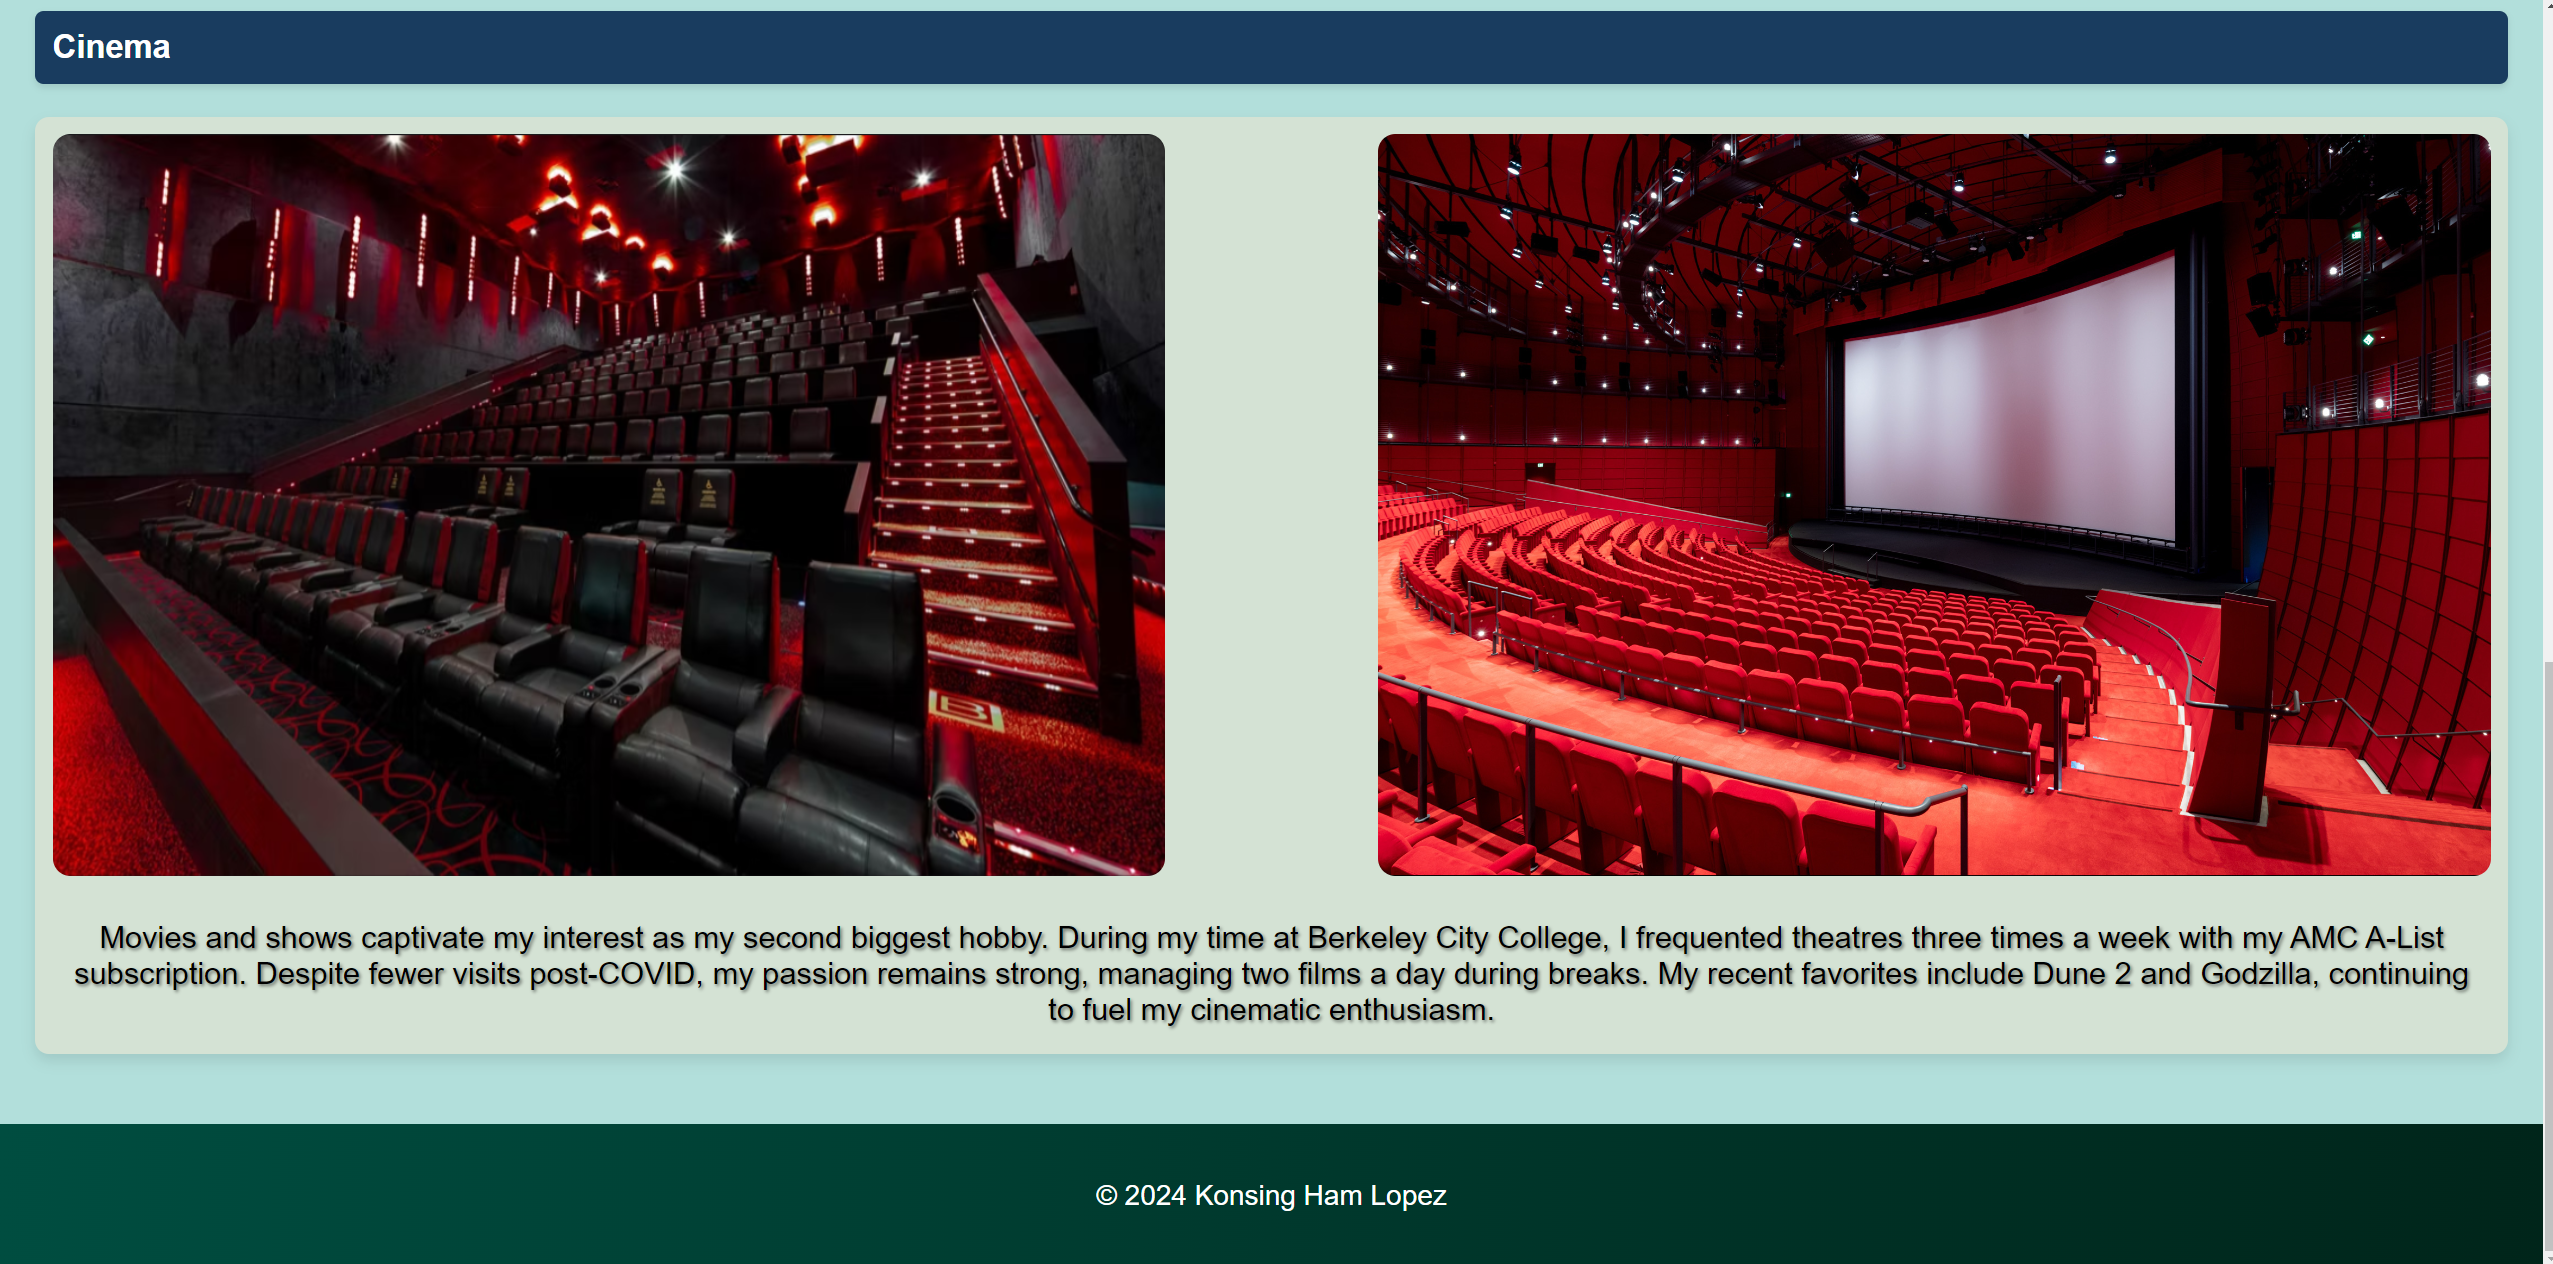 Cinema
B
Movies and shows captivate my interest as my second biggest hobby. During my time at Berkeley City College, I frequented theatres three times a week with my AMC A-List
subscription. Despite fewer visits post-COVID, my passion remains strong, managing two films a day during breaks. My recent favorites include Dune 2 and Godzilla, continuing
to fuel my cinematic enthusiasm.
© 2024 Konsing Ham Lopez